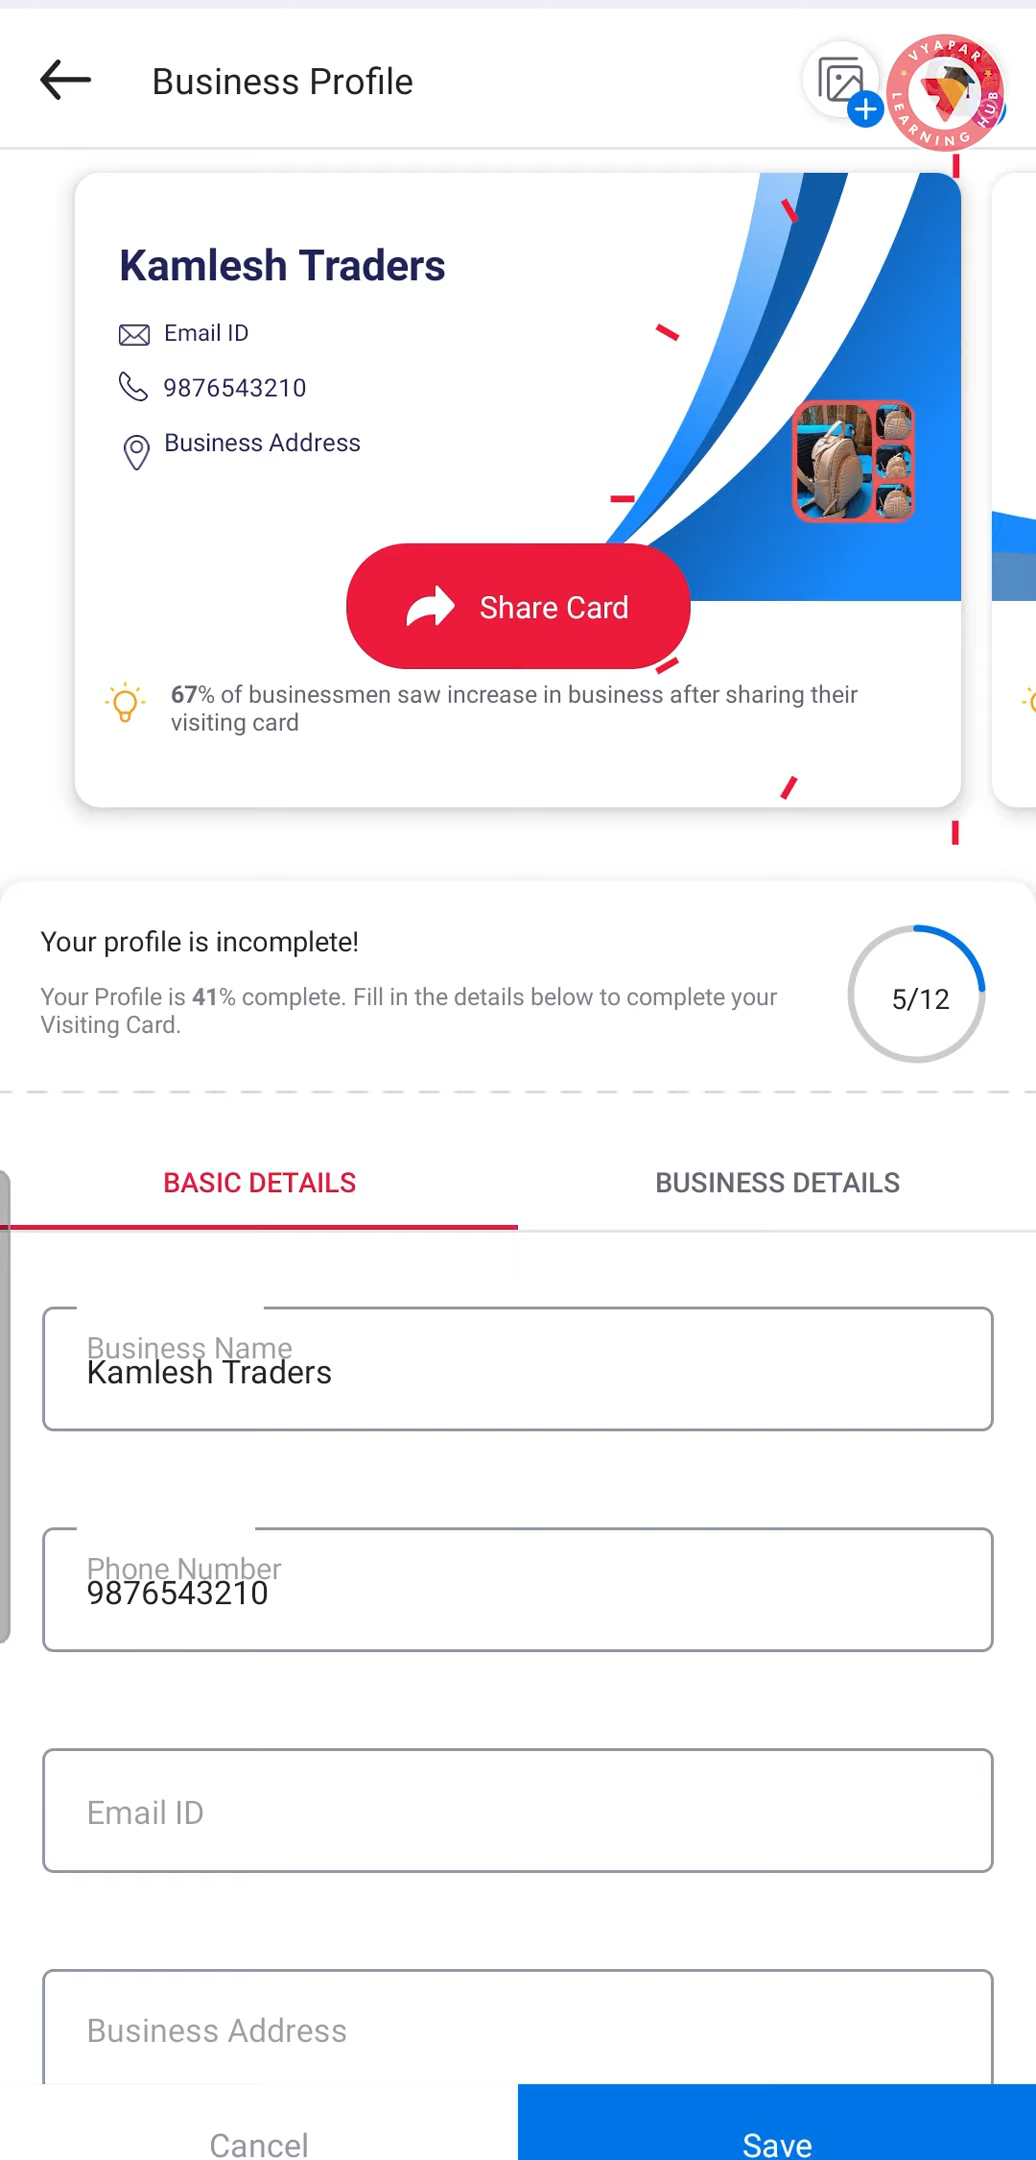 Business Profile
VYAPAR
LEARNING HUB
Kamlesh Traders
Email ID
9876543210
Business Address
Share Card
67% of businessmen saw increase in business after sharing their
visiting card
Your profile is incomplete!
Your Profile is 41% complete. Fill in the details below to complete your
Visiting Card.
5/12
BASIC DETAILS
BUSINESS DETAILS
Business Name
Kamlesh Traders
Phone Number
9876543210
Email ID
Business Address
Cancel
Save